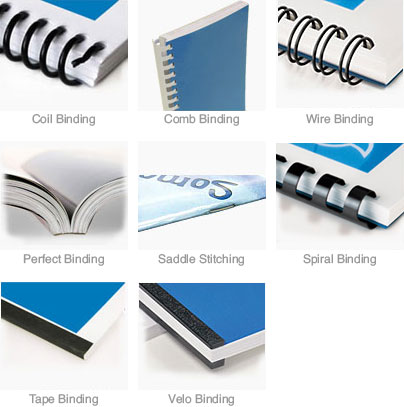 Coil Binding
Comb Binding
Wire Binding
Perfect Binding
Saddle Stitching
Spiral Binding
Tape Binding
Velo Binding